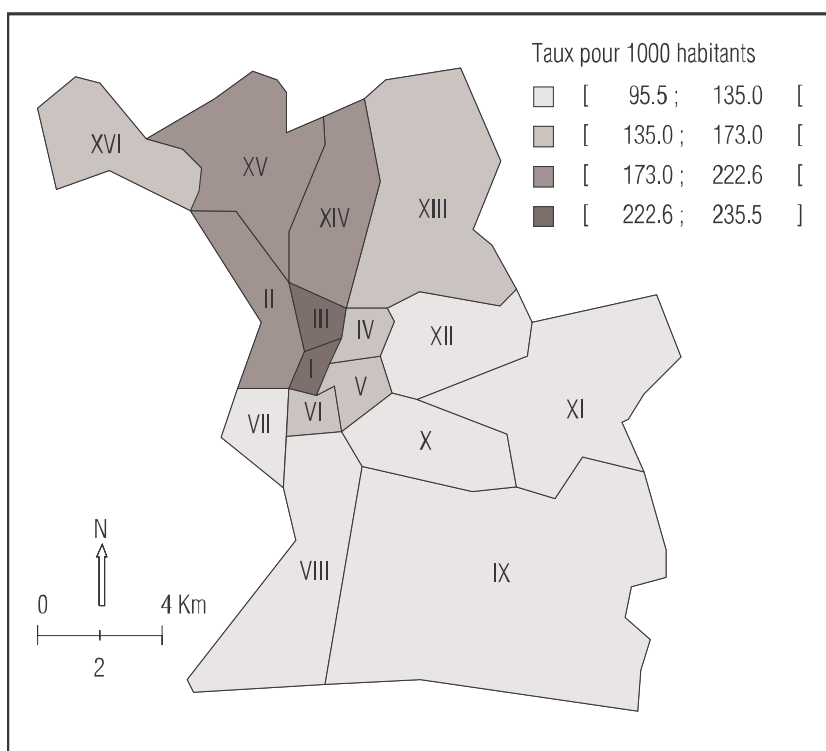 Taux pour 1000 habitants
[ 95.5 ; 135.0 [
[ 135.0 ; 173.0 [
[ 173.0 ; 222.6 [
[ 222.6 ; 235.5 ]
XVI
XV
XIV
XIII
II
III
IV
XII
I
V
VI
VII
X
XI
VIII
IX
N
0 4 Km
2